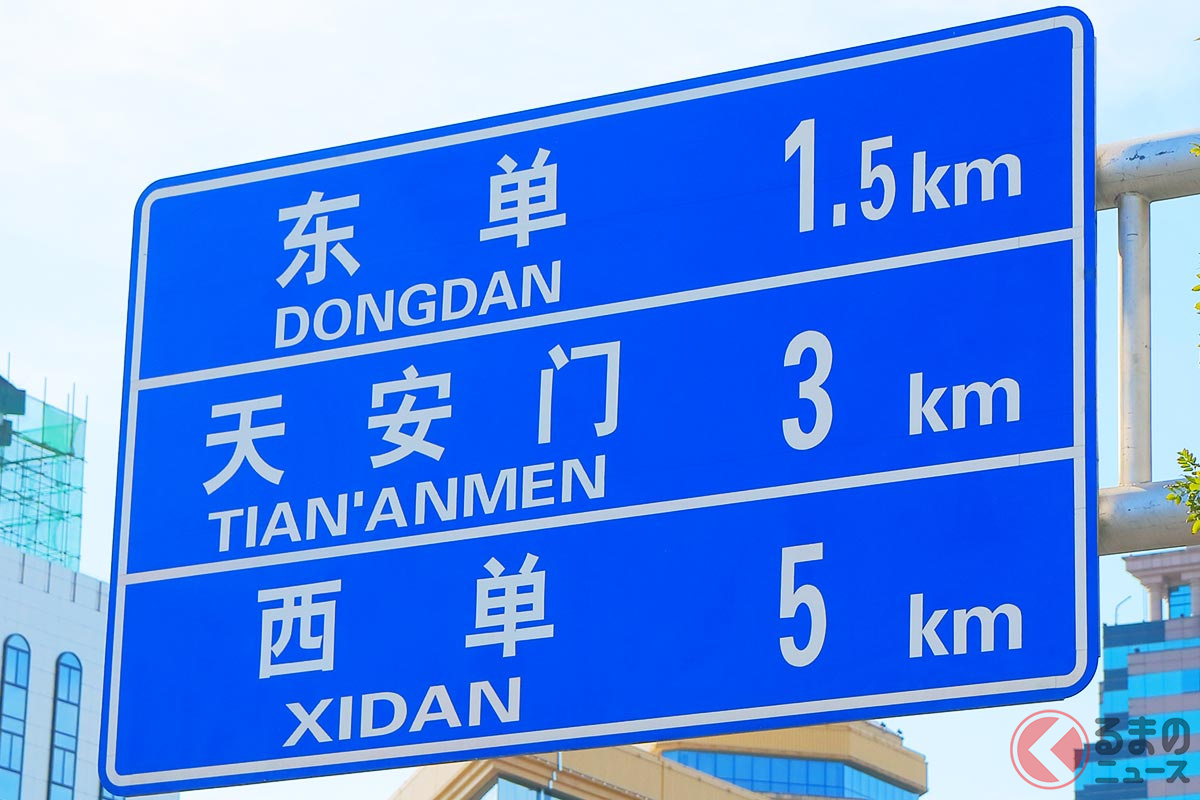 东单 1.5km
DONGDAN
天安门 3 km
TIAN'ANMEN
西单 5 km
XIDAN
くるまの
ニュース